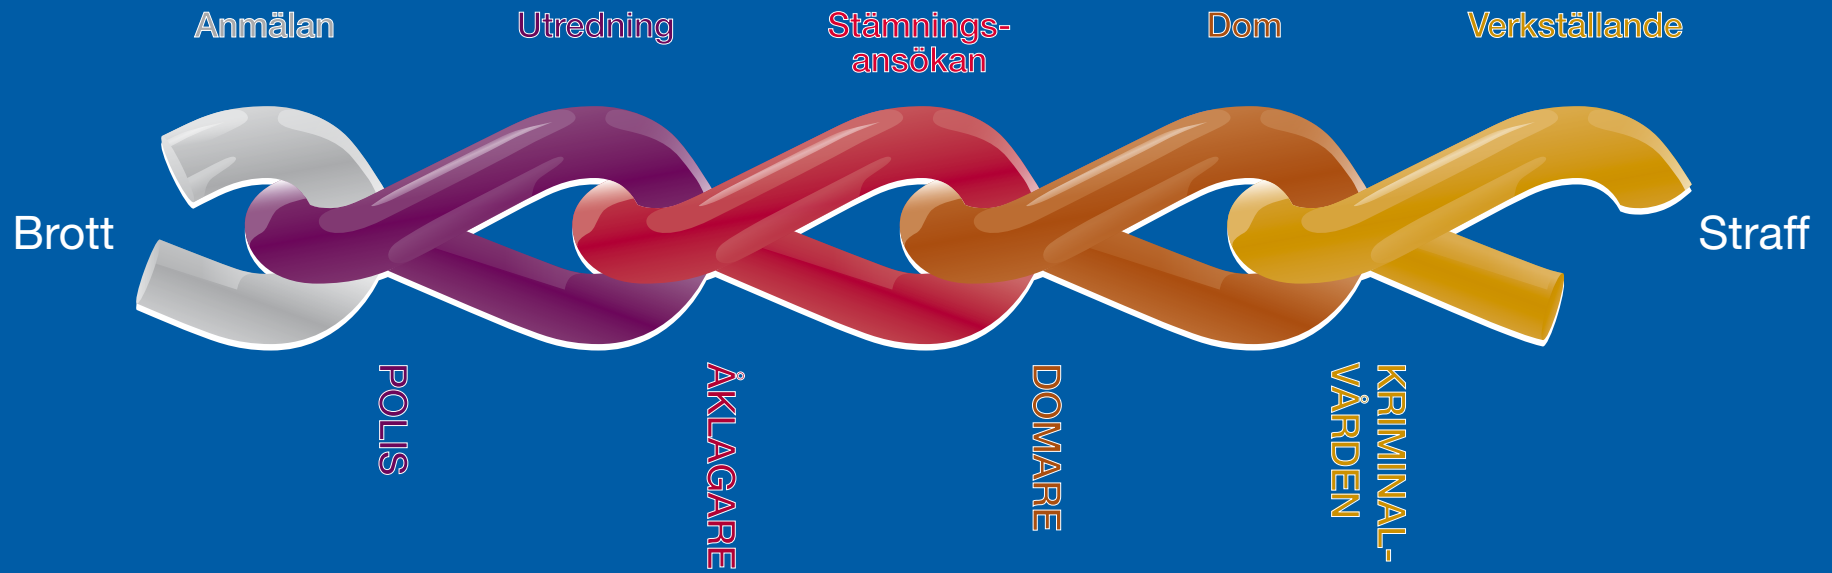 Anmälan
Utredning
Stämnings-
ansökan
Dom
Verkställande
Brott
Straff
POLIS
ÅKLAGARE
DOMARE
KRIMINAL-
VÅRDEN